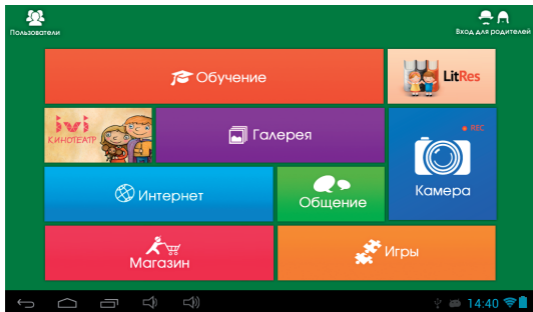 Пользователи
Вход для родителей
Обучение
LitRes
ivi
КИНОТЕАТР
Галерея
REC
Камера
Интернет
Общение
Магазин
Игры
14:40